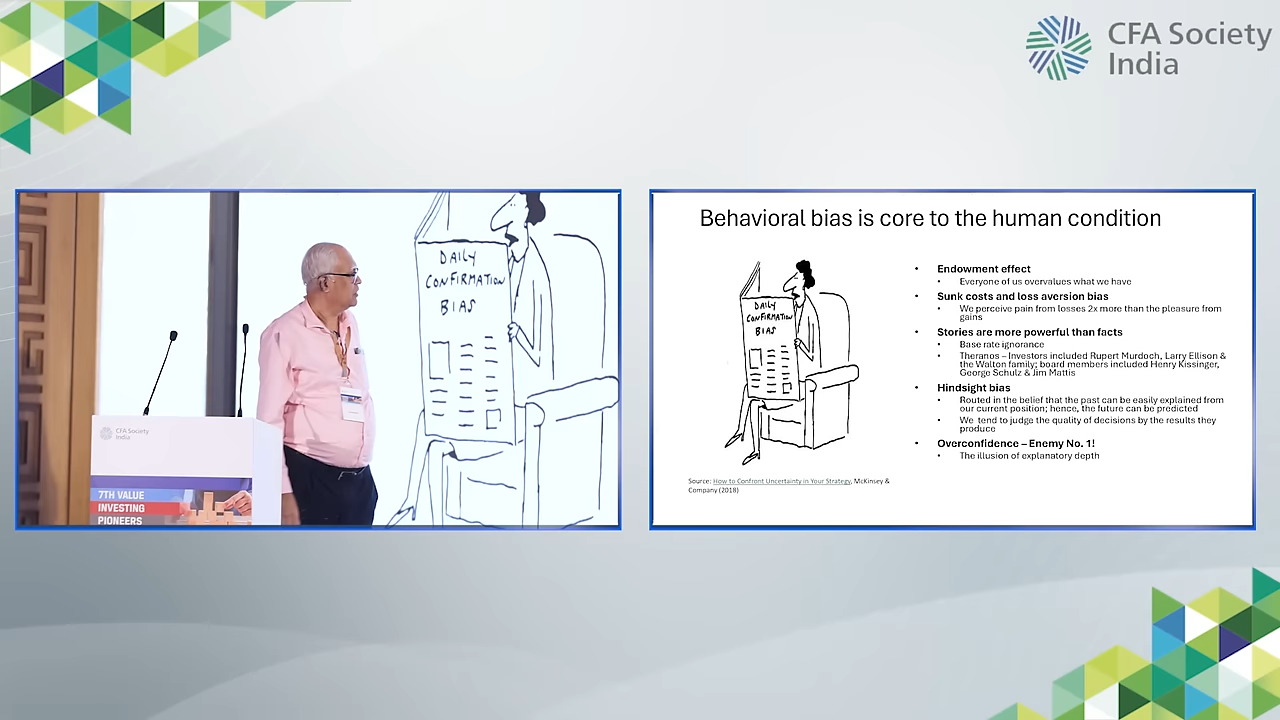 CFA Society
India
DAILY
CONFIRMATION
BIAS
CFA Society
India
7TH VALUE
INVESTING
PIONEERS
Behavioral bias is core to the human condition
DAILY
CONFIRMATION
BIAS
Source: How to Confront Uncertainty in Your Strategy, McKinsey &
Company (2018)
• Endowment effect
• Everyone of us overvalues what we have
• Sunk costs and loss aversion bias
• We perceive pain from losses 2x more than the pleasure from
gains
• Stories are more powerful than facts
• Base rate ignorance
• Theranos – Investors included Rupert Murdoch, Larry Ellison &
the Walton family; board members included Henry Kissinger,
George Schulz & Jim Mattis
• Hindsight bias
• Routed in the belief that the past can be easily explained from
our current position; hence, the future can be predicted
• We tend to judge the quality of decisions by the results they
produce
• Overconfidence – Enemy No. 1!
• The illusion of explanatory depth